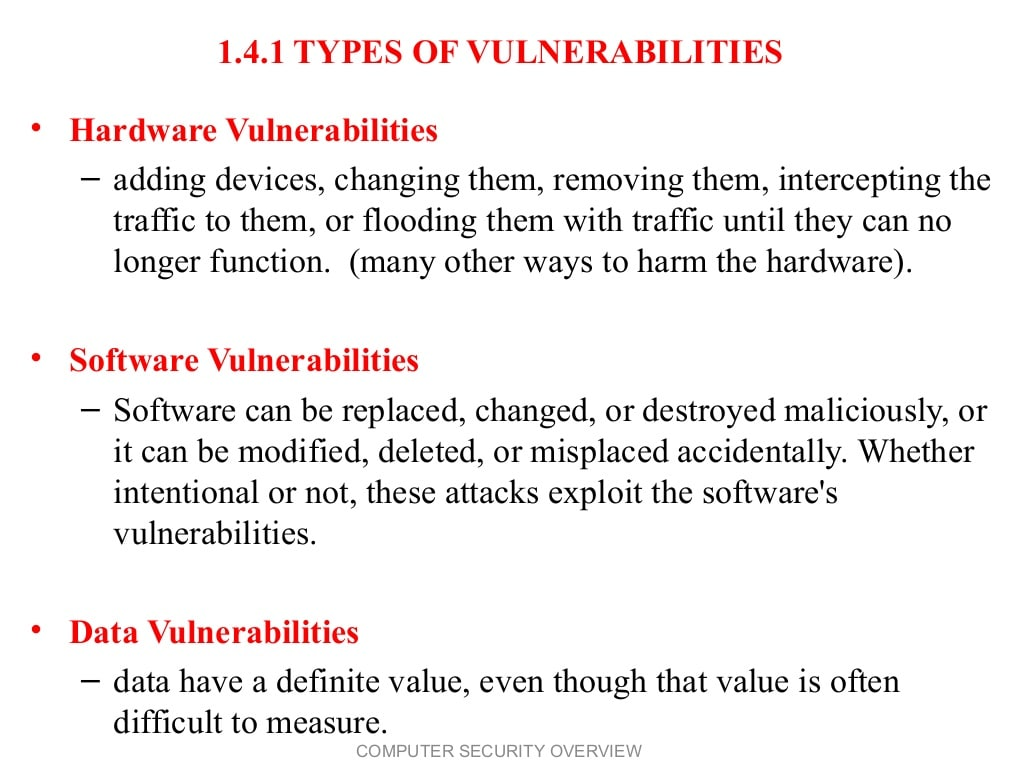 1.4.1 TYPES OF VULNERABILITIES
• Hardware Vulnerabilities
– adding devices, changing them, removing them, intercepting the
traffic to them, or flooding them with traffic until they can no
longer function.  (many other ways to harm the hardware).
• Software Vulnerabilities
– Software can be replaced, changed, or destroyed maliciously, or
it can be modified, deleted, or misplaced accidentally. Whether
intentional or not, these attacks exploit the software's
vulnerabilities.
• Data Vulnerabilities
– data have a definite value, even though that value is often
difficult to measure.
COMPUTER SECURITY OVERVIEW